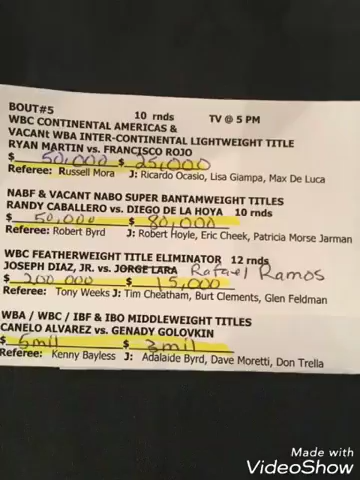 BOUT#5 10 rnds TV @ 5 PM
WBC CONTINENTAL AMERICAS &
VACANt WBA INTER-CONTINENTAL LIGHTWEIGHT TITLE
RYAN MARTIN vs. FRANCISCO ROJO
$ 50,000 $ 25,000
Referee: Russell Mora J: Ricardo Ocasio, Lisa Giampa, Max De Luca
NABF & VACANT NABO SUPER BANTAMWEIGHT TITLES
RANDY CABALLERO vs. DIEGO DE LA HOYA 10 rnds
$ 50,000 $ 80,000
Referee: Robert Byrd J: Robert Hoyle, Eric Cheek, Patricia Morse Jarman
WBC FEATHERWEIGHT TITLE ELIMINATOR 12 rnds
JOSEPH DIAZ, JR. vs. JORGE LARA Rafael Ramos
$ 200,000 $ 15,000
Referee: Tony Weeks J: Tim Cheatham, Burt Clements, Glen Feldman
WBA / WBC / IBF & IBO MIDDLEWEIGHT TITLES
CANELO ALVAREZ vs. GENADY GOLOVKIN
$ 5mil $ 3mil
Referee: Kenny Bayless J: Adalaide Byrd, Dave Moretti, Don Trella
Made with
VideoShow